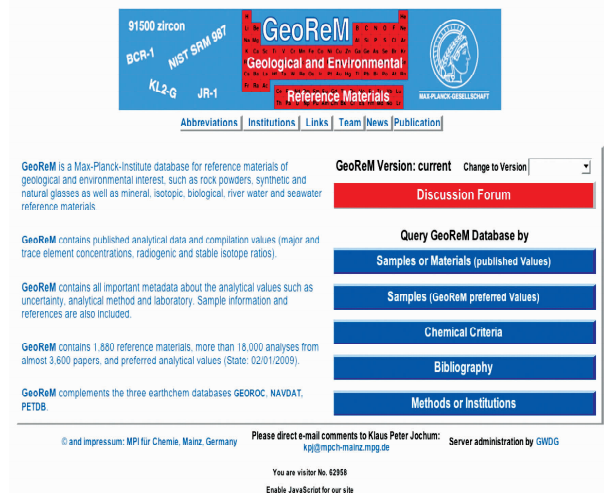 91500 zircon
BCR-1
NIST SRM 987
KL2-G
JR-1
GeoReM
Geological and Environmental
Reference Materials
MAX-PLANCK-GESELLSCHAFT
Abbreviations | Institutions | Links | Team | News | Publication
GeoReM is a Max-Planck-Institute database for reference materials of
geological and environmental interest, such as rock powders, synthetic and
natural glasses as well as mineral, isotopic, biological, river water and seawater
reference materials.
GeoReM contains published analytical data and compilation values (major and
trace element concentrations, radiogenic and stable isotope ratios).
GeoReM contains all important metadata about the analytical values such as
uncertainty, analytical method and laboratory. Sample information and
references are also included.
GeoReM contains 1,880 reference materials, more than 18,000 analyses from
almost 3,600 papers, and preferred analytical values (State: 02/01/2009).
GeoReM complements the three earthchem databases GEOROC, NAVDAT,
PETDB.
GeoReM Version: current Change to Version
Discussion Forum
Query GeoReM Database by
Samples or Materials (published Values)
Samples (GeoReM preferred Values)
Chemical Criteria
Bibliography
Methods or Institutions
© and impressum: MPI für Chemie, Mainz, Germany
Please direct e-mail comments to Klaus Peter Jochum:
kpj@mpch-mainz.mpg.de
Server administration by GWDG
You are visitor No. 62958
Enable JavaScript for our site